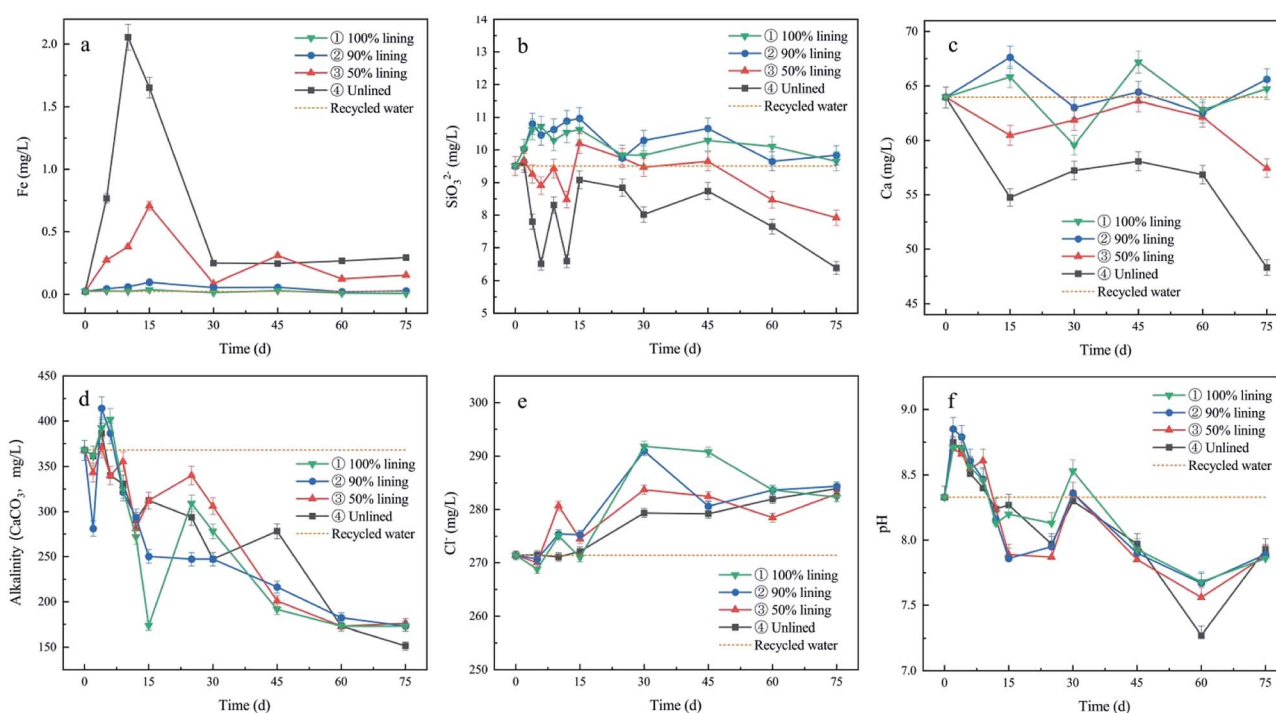 a
① 100% lining
② 90% lining
③ 50% lining
④ Unlined
Recycled water
Fe (mg/L)
2.0
1.5
1.0
0.5
0.0
0 15 30 45 60 75
Time (d)
b
① 100% lining
② 90% lining
③ 50% lining
④ Unlined
Recycled water
SiO₃²⁻ (mg/L)
14
13
12
11
10
9
8
7
6
5
0 15 30 45 60 75
Time (d)
c
① 100% lining
② 90% lining
③ 50% lining
④ Unlined
Recycled water
Ca (mg/L)
70
65
60
55
50
45
0 15 30 45 60 75
Time (d)
d
① 100% lining
② 90% lining
③ 50% lining
④ Unlined
Recycled water
Alkalinity (CaCO₃, mg/L)
450
400
350
300
250
200
150
0 15 30 45 60 75
Time (d)
e
① 100% lining
② 90% lining
③ 50% lining
④ Unlined
Recycled water
Cl⁻ (mg/L)
300
290
280
270
260
250
0 15 30 45 60 75
Time (d)
f
① 100% lining
② 90% lining
③ 50% lining
④ Unlined
Recycled water
pH
9.0
8.5
8.0
7.5
7.0
0 15 30 45 60 75
Time (d)